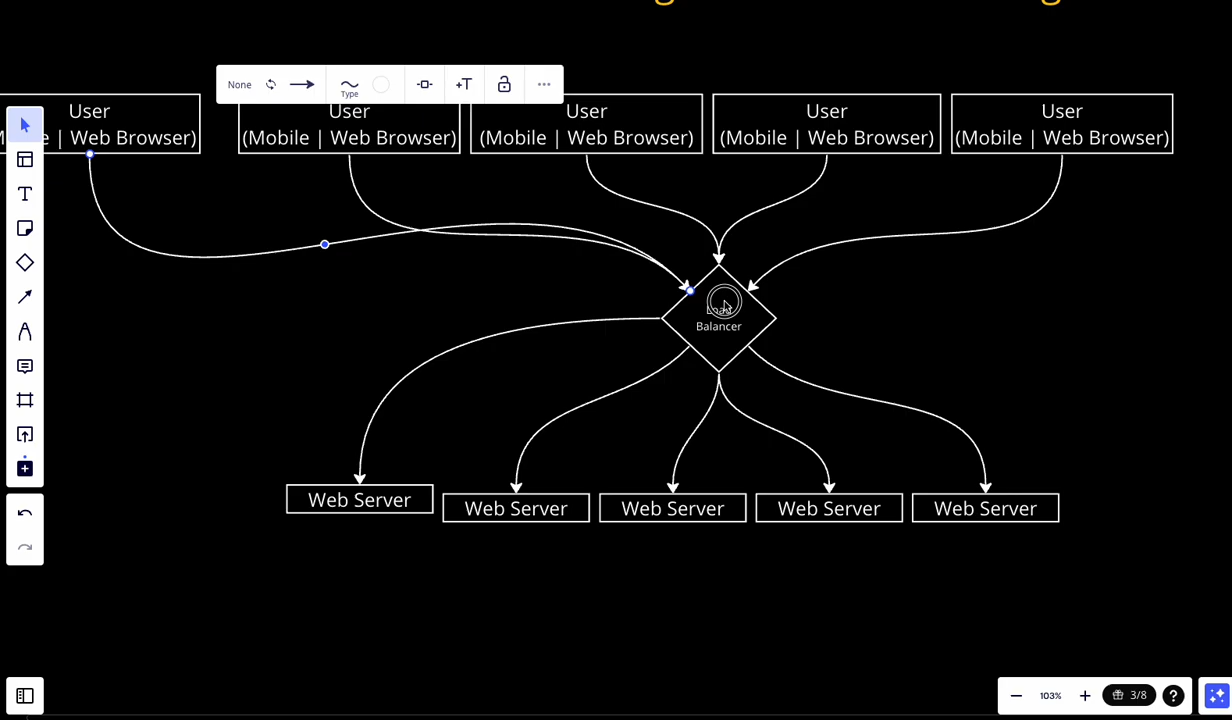 None
Type
User
(Mobile | Web Browser)
User
(Mobile | Web Browser)
User
(Mobile | Web Browser)
User
(Mobile | Web Browser)
User
| Web Browser)
Load
Balancer
Web Server
Web Server
Web Server
Web Server
Web Server
103%
3/8